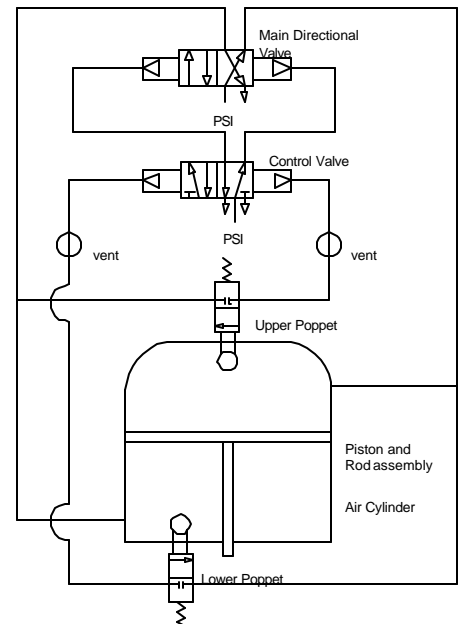 Main Directional
Valve
PSI
Control Valve
PSI
vent
vent
Upper Poppet
Piston and
Rod assembly
Air Cylinder
Lower Poppet